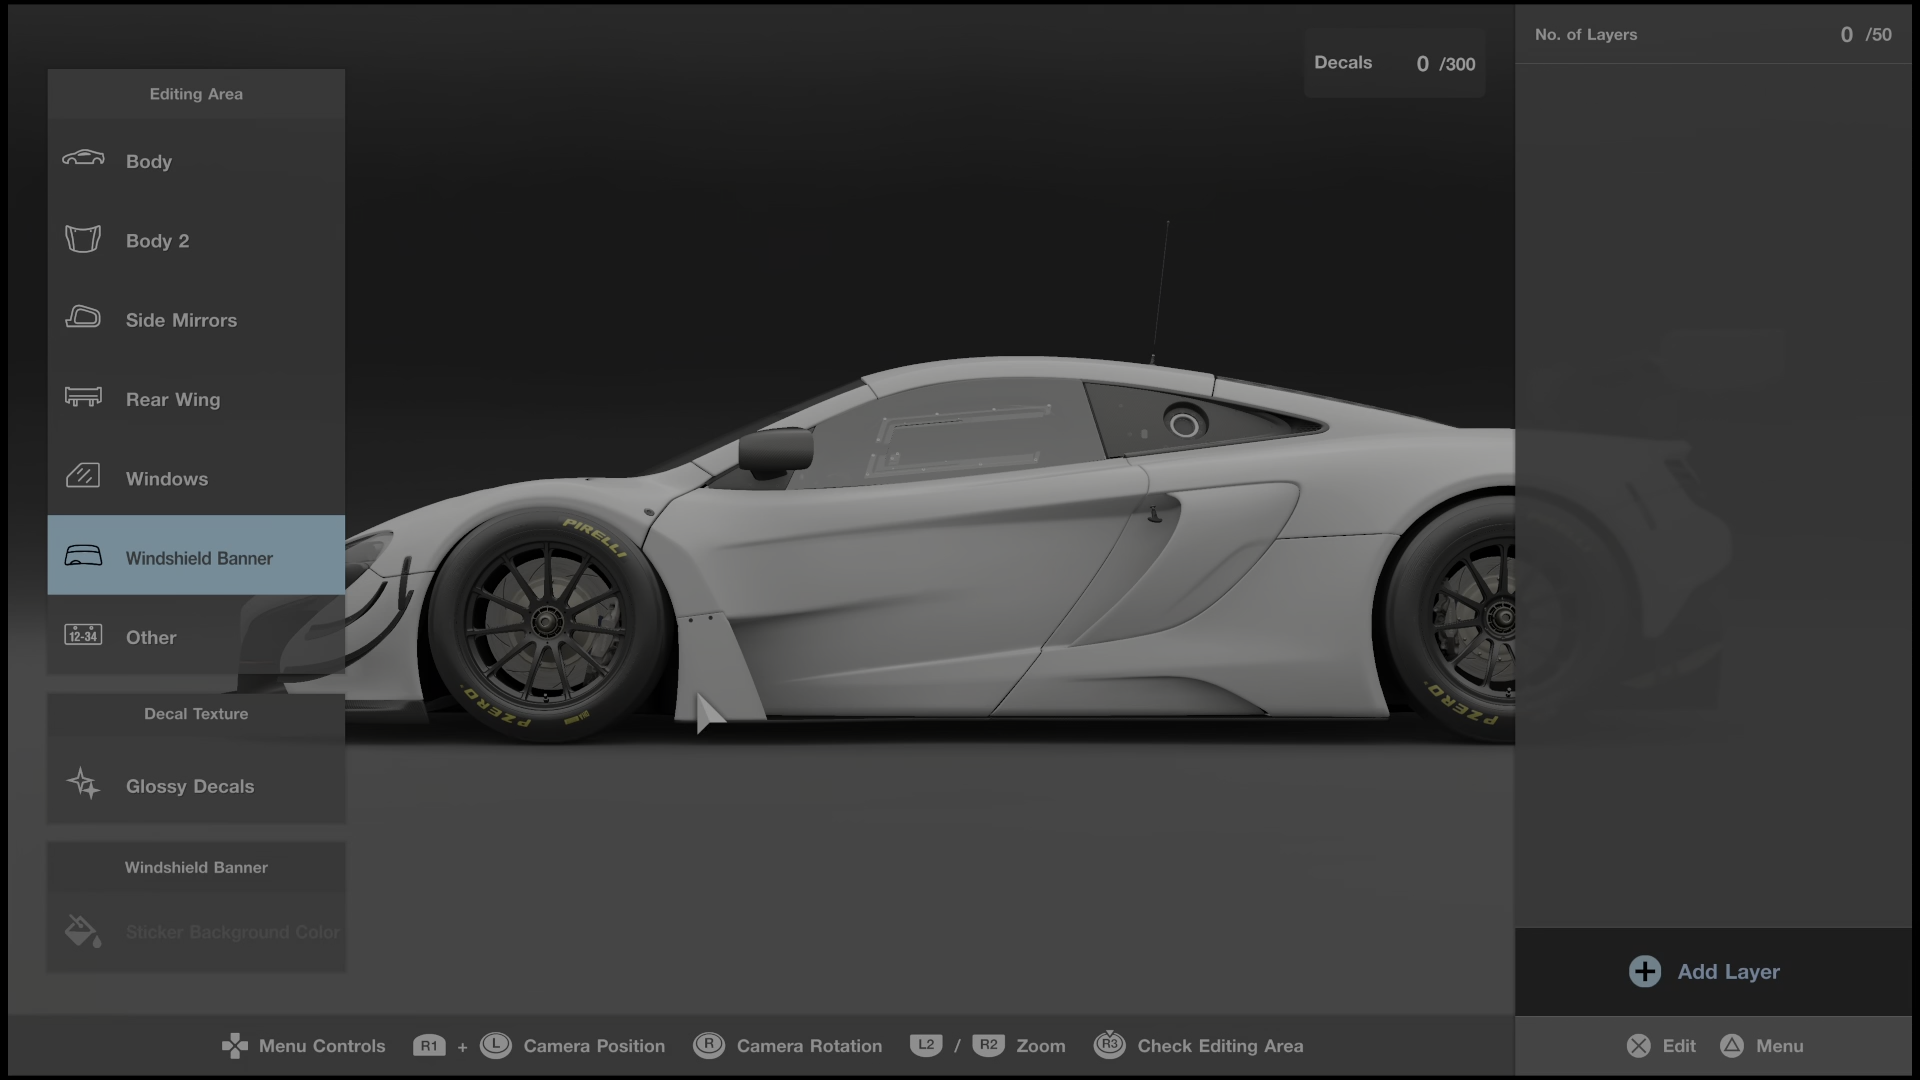 No. of Layers 0 /50
Decals 0 /300
Editing Area
Body
Body 2
Side Mirrors
Rear Wing
Windows
Windshield Banner
12-34 Other
Decal Texture
Glossy Decals
Windshield Banner
Sticker Background Color
PIRELLI
PZERO
PZERO
Add Layer
Menu Controls R1 + L Camera Position R Camera Rotation L2 / R2 Zoom R3 Check Editing Area
Edit Menu